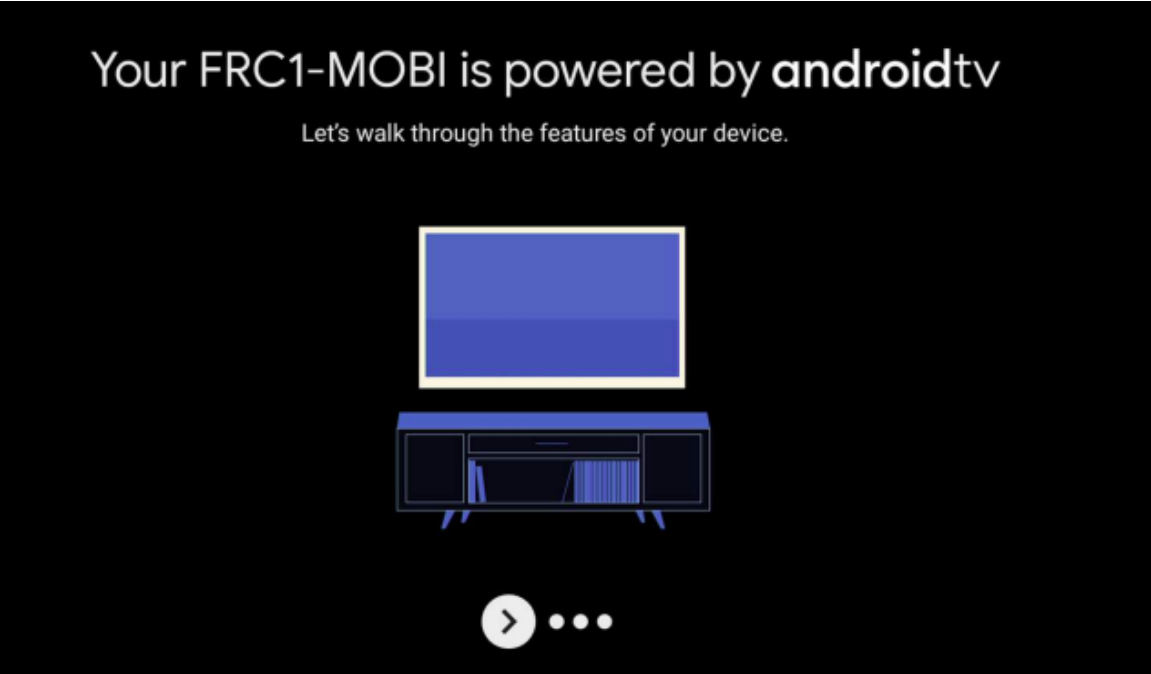 Your FRC1-MOBI is powered by androidtv
Let's walk through the features of your device.